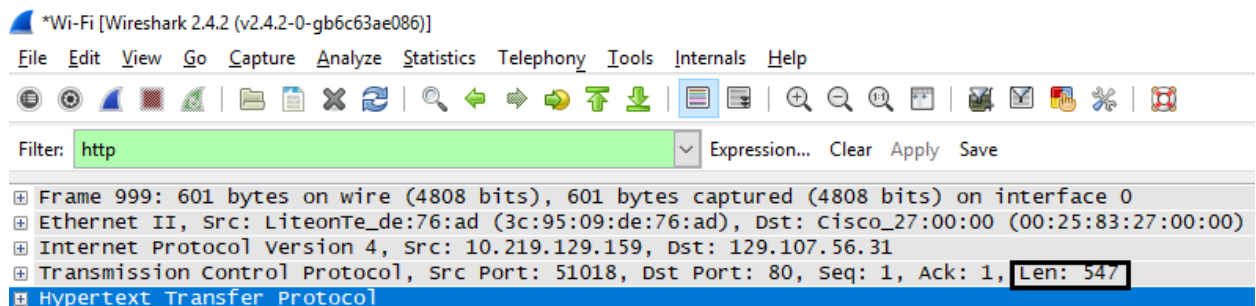 *Wi-Fi [Wireshark 2.4.2 (v2.4.2-0-gb6c63ae086)]
File Edit View Go Capture Analyze Statistics Telephony Tools Internals Help
Filter: http Expression... Clear Apply Save
Frame 999: 601 bytes on wire (4808 bits), 601 bytes captured (4808 bits) on interface 0
Ethernet II, Src: LiteonTe_de:76:ad (3c:95:09:de:76:ad), Dst: Cisco_27:00:00 (00:25:83:27:00:00)
Internet Protocol Version 4, Src: 10.219.129.159, Dst: 129.107.56.31
Transmission Control Protocol, Src Port: 51018, Dst Port: 80, Seq: 1, Ack: 1, Len: 547
Hypertext Transfer Protocol